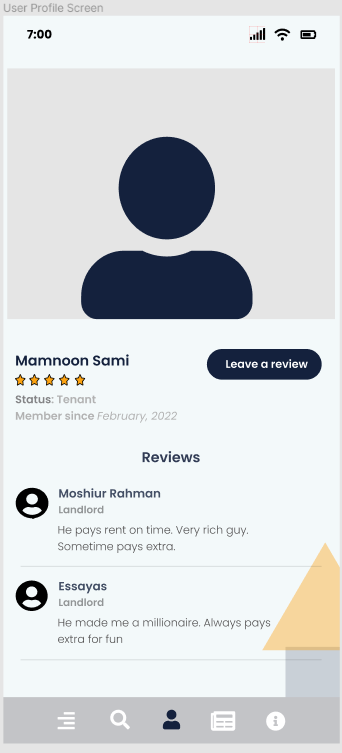 User Profile Screen
7:00
Mamnoon Sami
Leave a review
Status: Tenant
Member since February, 2022
Reviews
Moshiur Rahman
Landlord
He pays rent on time. Very rich guy.
Sometime pays extra.
Essayas
Landlord
He made me a millionaire. Always pays
extra for fun